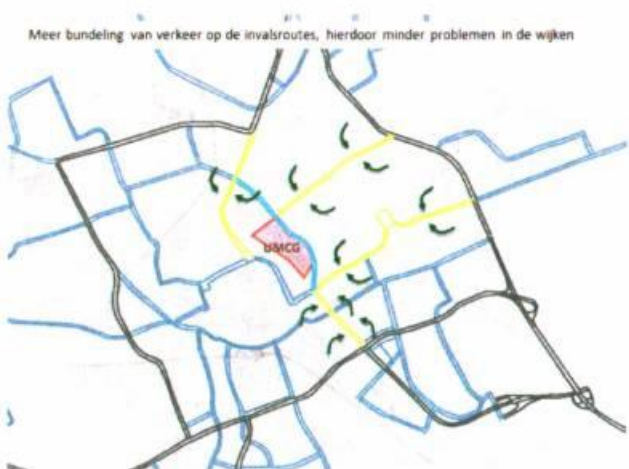 Meer bundeling van verkeer op de invalsroutes, hierdoor minder problemen in de wijken
UMCG